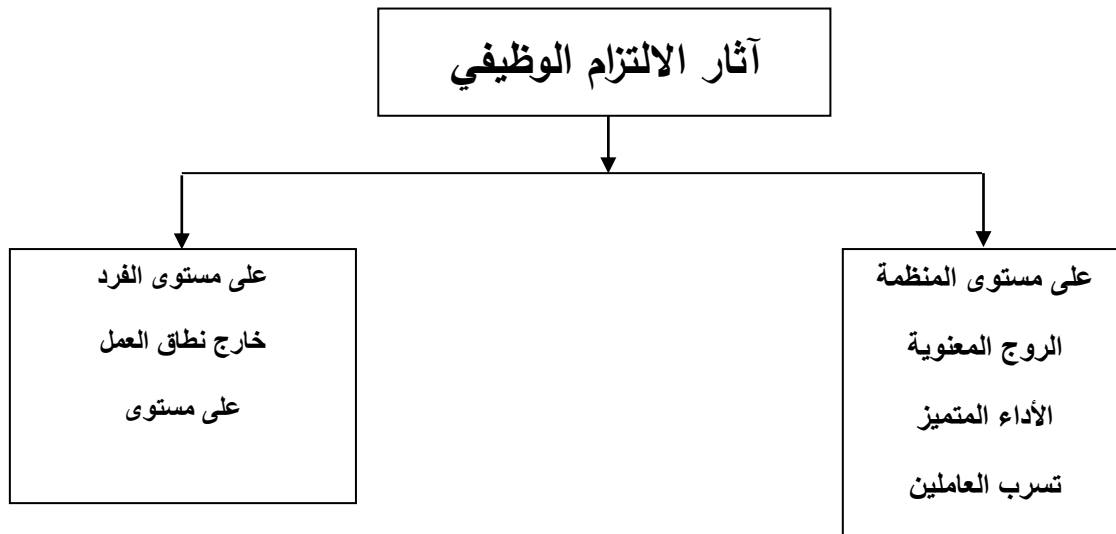 آثار الالتزام الوظيفي
على مستوى المنظمة
الروج المعنوية
الأداء المتميز
تسرب العاملين
على مستوى الفرد
خارج نطاق العمل
على مستوى